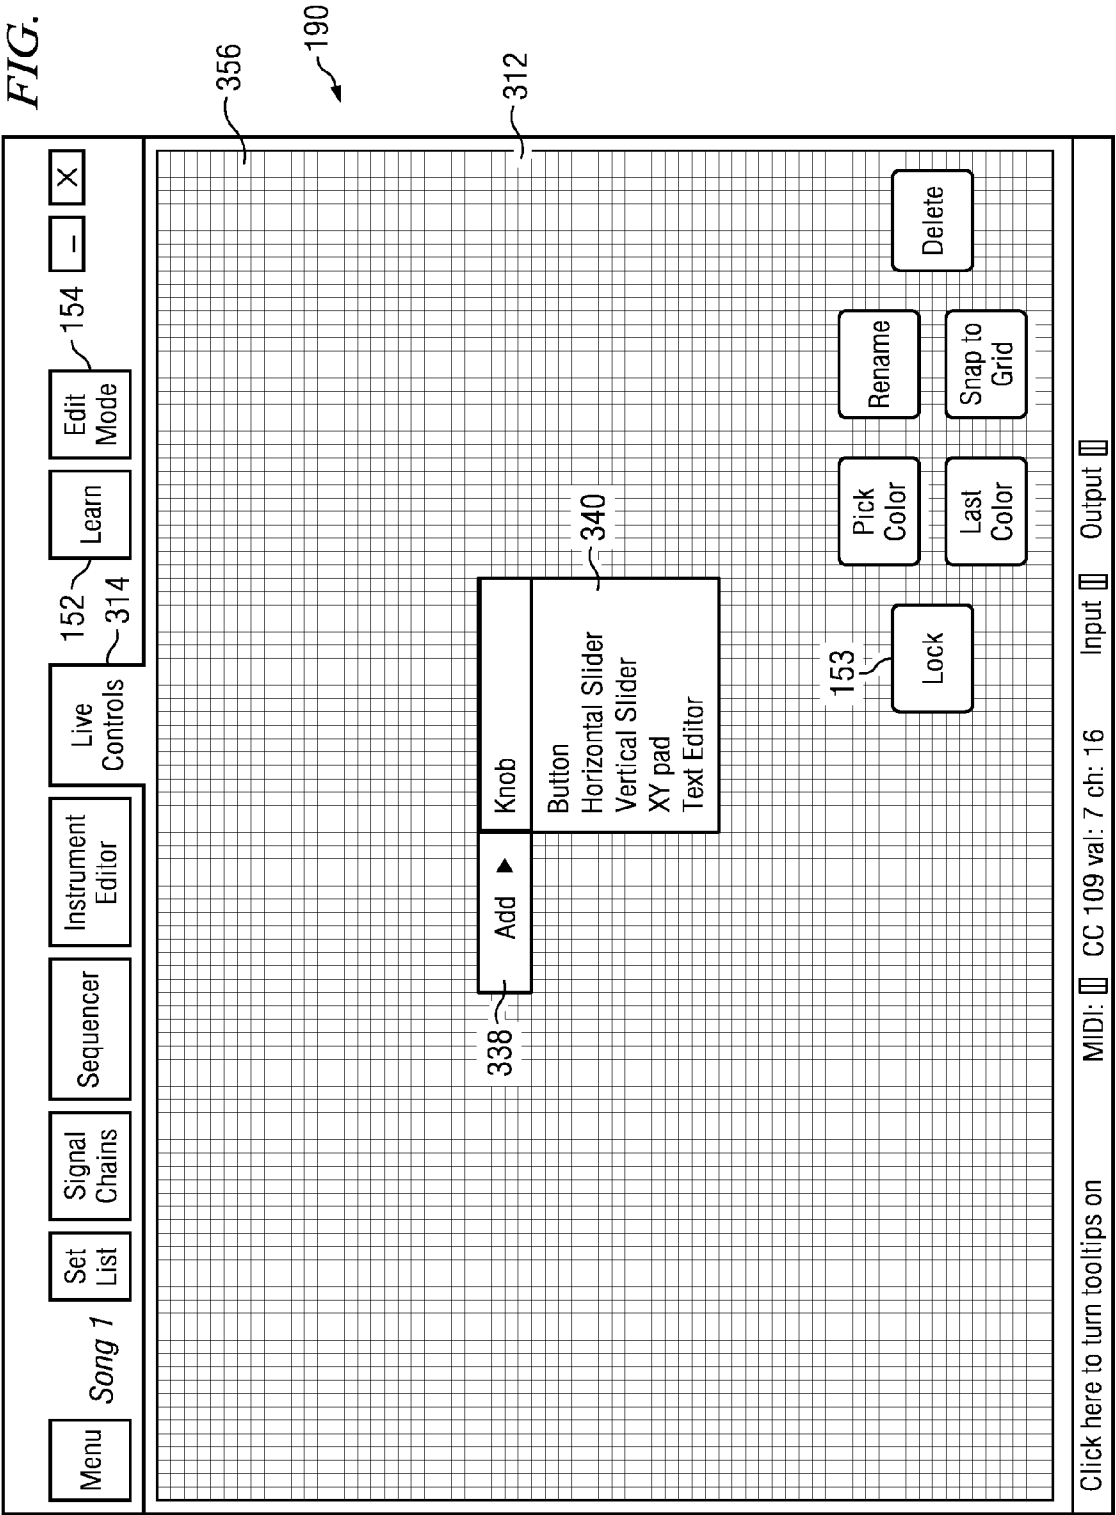 FIG.
356
190
312
Menu
Song 1
Set
List
Signal
Chains
Sequencer
Instrument
Editor
Live
Controls
314
152
Learn
Edit
Mode
154
–
X
338
Add ▶
Knob
Button
Horizontal Slider
Vertical Slider
XY pad
Text Editor
340
153
Lock
Pick
Color
Rename
Last
Color
Snap to
Grid
Delete
Click here to turn tooltips on
MIDI: [] CC 109 val: 7 ch: 16
Input []
Output []